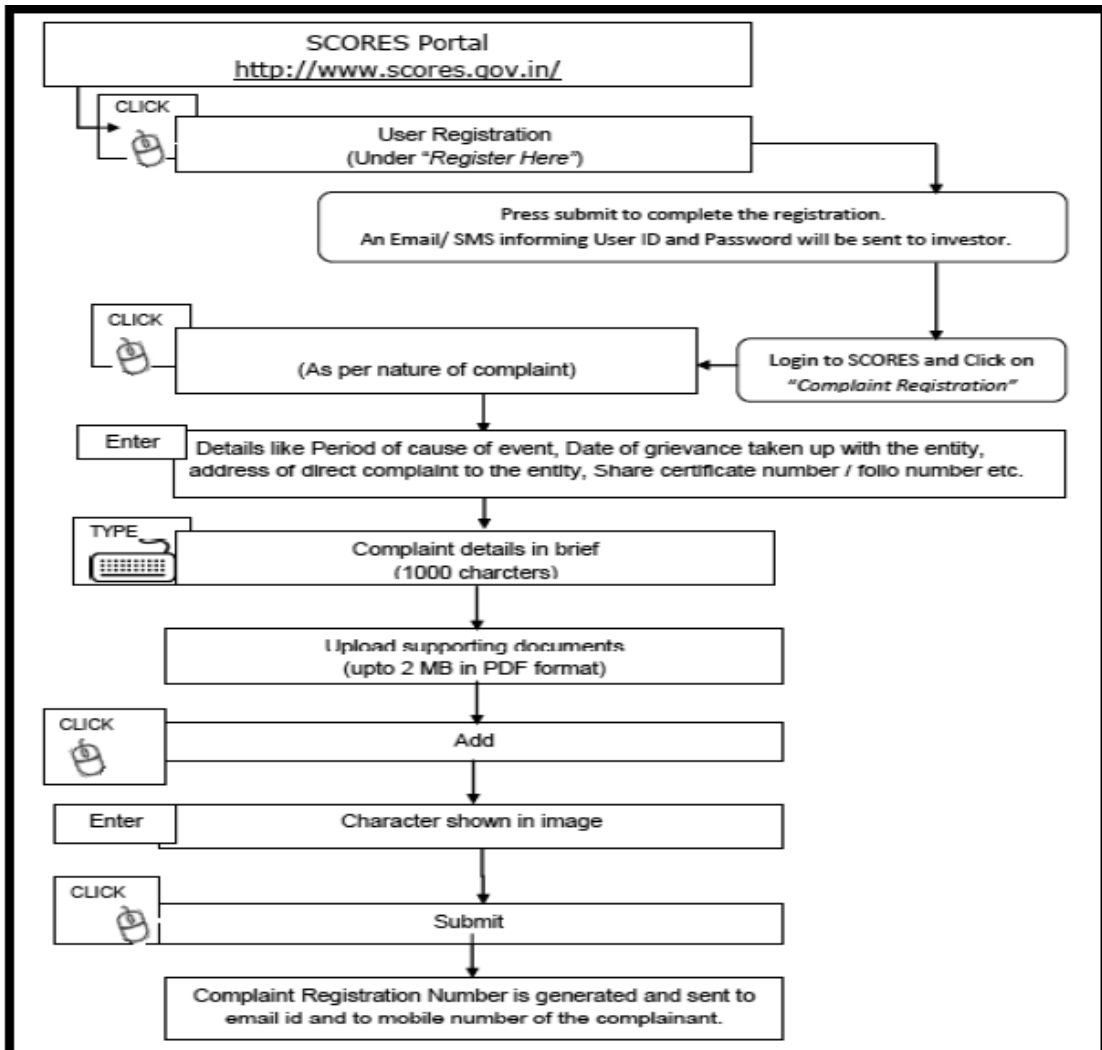 SCORES Portal
http://www.scores.gov.in/
CLICK
User Registration
(Under “Register Here”)
Press submit to complete the registration.
An Email/ SMS informing User ID and Password will be sent to investor.
CLICK
(As per nature of complaint)
Login to SCORES and Click on
“Complaint Registration”
Enter
Details like Period of cause of event, Date of grievance taken up with the entity,
address of direct complaint to the entity, Share certificate number / folio number etc.
TYPE
Complaint details in brief
(1000 charcters)
Upload supporting documents
(upto 2 MB in PDF format)
CLICK
Add
Enter
Character shown in image
CLICK
Submit
Complaint Registration Number is generated and sent to
email id and to mobile number of the complainant.